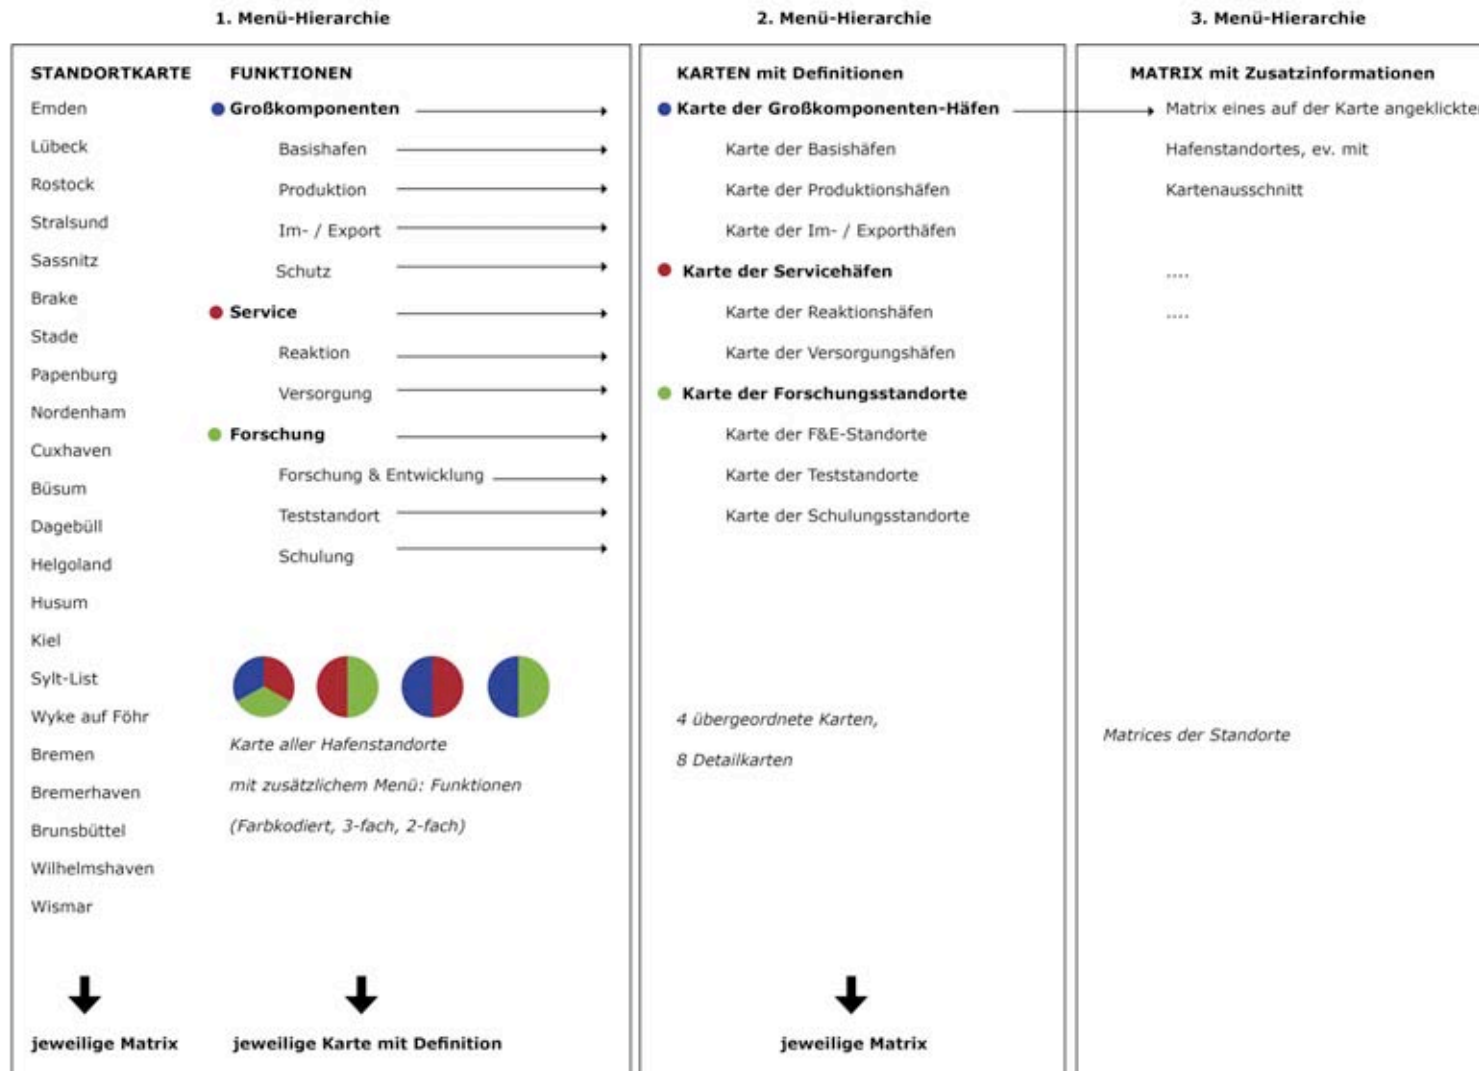 1. Menü-Hierarchie
2. Menü-Hierarchie
3. Menü-Hierarchie
STANDORTKARTE
Emden
Lübeck
Rostock
Stralsund
Sassnitz
Brake
Stade
Papenburg
Nordenham
Cuxhaven
Büsum
Dagebüll
Helgoland
Husum
Kiel
Sylt-List
Wyke auf Föhr
Bremen
Bremerhaven
Brunsbüttel
Wilhelmshaven
Wismar
jeweilige Matrix
FUNKTIONEN
Großkomponenten
Basishafen
Produktion
Im- / Export
Schutz
Service
Reaktion
Versorgung
Forschung
Forschung & Entwicklung
Teststandort
Schulung
Karte aller Hafenstandorte
mit zusätzlichem Menü: Funktionen
(Farbkodiert, 3-fach, 2-fach)
jeweilige Karte mit Definition
KARTEN mit Definitionen
Karte der Großkomponenten-Häfen
Karte der Basishäfen
Karte der Produktionshäfen
Karte der Im- / Exporthäfen
Karte der Servicehäfen
Karte der Reaktionshäfen
Karte der Versorgungshäfen
Karte der Forschungsstandorte
Karte der F&E-Standorte
Karte der Teststandorte
Karte der Schulungsstandorte
4 übergeordnete Karten,
8 Detailkarten
jeweilige Matrix
MATRIX mit Zusatzinformationen
Matrix eines auf der Karte angeklickten
Hafenstandortes, ev. mit
Kartenausschnitt
....
....
Matrices der Standorte